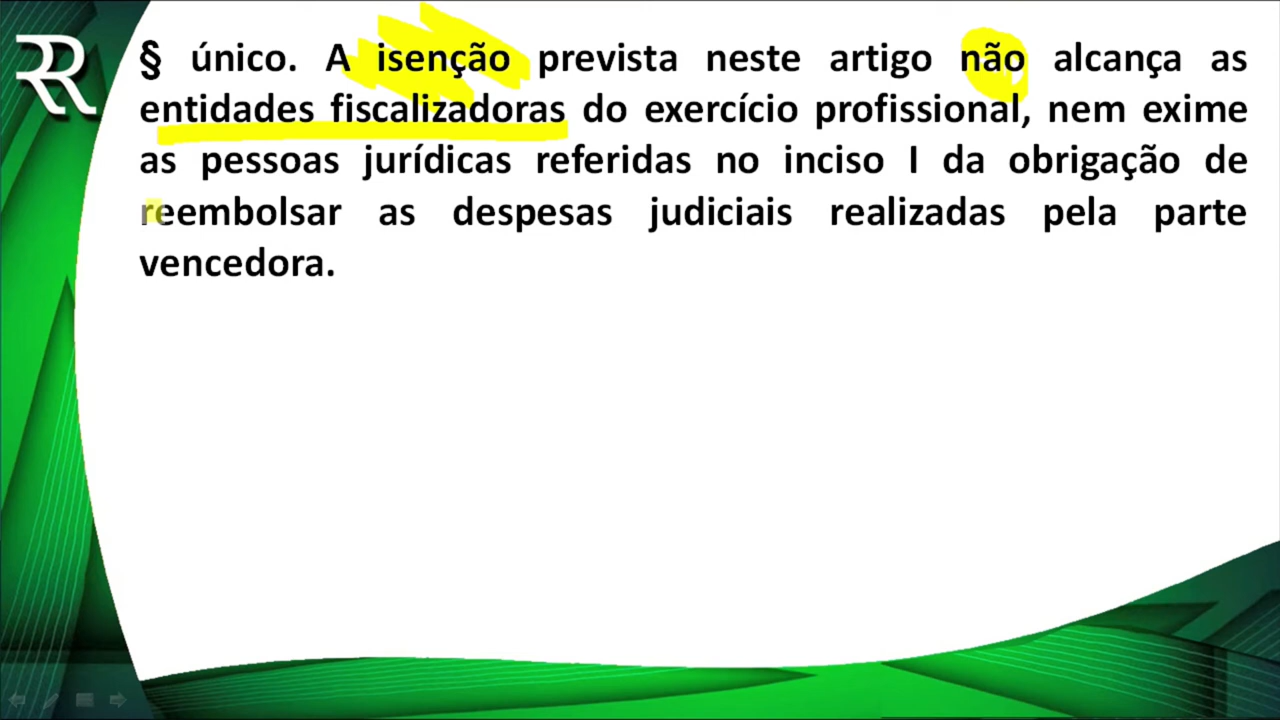 § único. A isenção prevista neste artigo não alcança as
entidades fiscalizadoras do exercício profissional, nem exime
as pessoas jurídicas referidas no inciso I da obrigação de
reembolsar as despesas judiciais realizadas pela parte
vencedora.